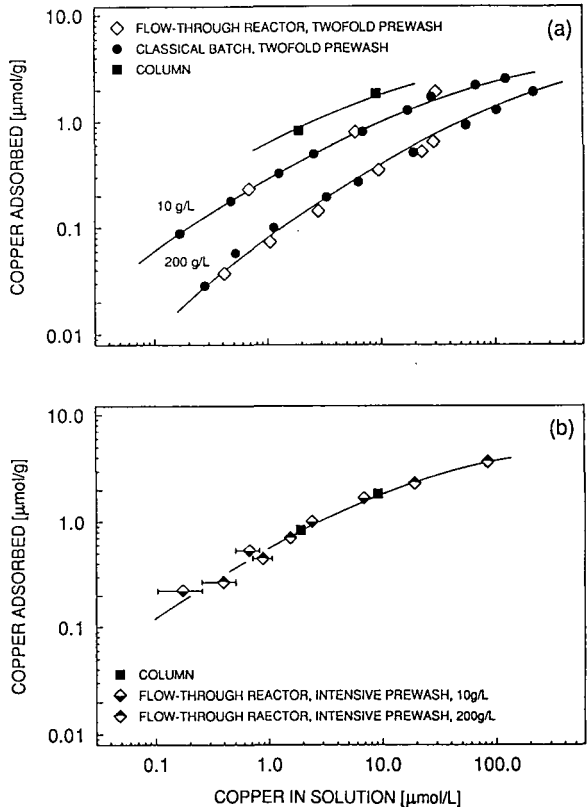 FLOW-THROUGH REACTOR, TWOFOLD PREWASH
CLASSICAL BATCH, TWOFOLD PREWASH
COLUMN
(a)
10.0
1.0
0.1
0.01
COPPER ADSORBED [μmol/g]
10 g/L
200 g/L
(b)
10.0
1.0
0.1
0.01
COPPER ADSORBED [μmol/g]
COLUMN
FLOW-THROUGH REACTOR, INTENSIVE PREWASH, 10g/L
FLOW-THROUGH RAECTOR, INTENSIVE PREWASH, 200g/L
0.1 1.0 10.0 100.0
COPPER IN SOLUTION [μmol/L]